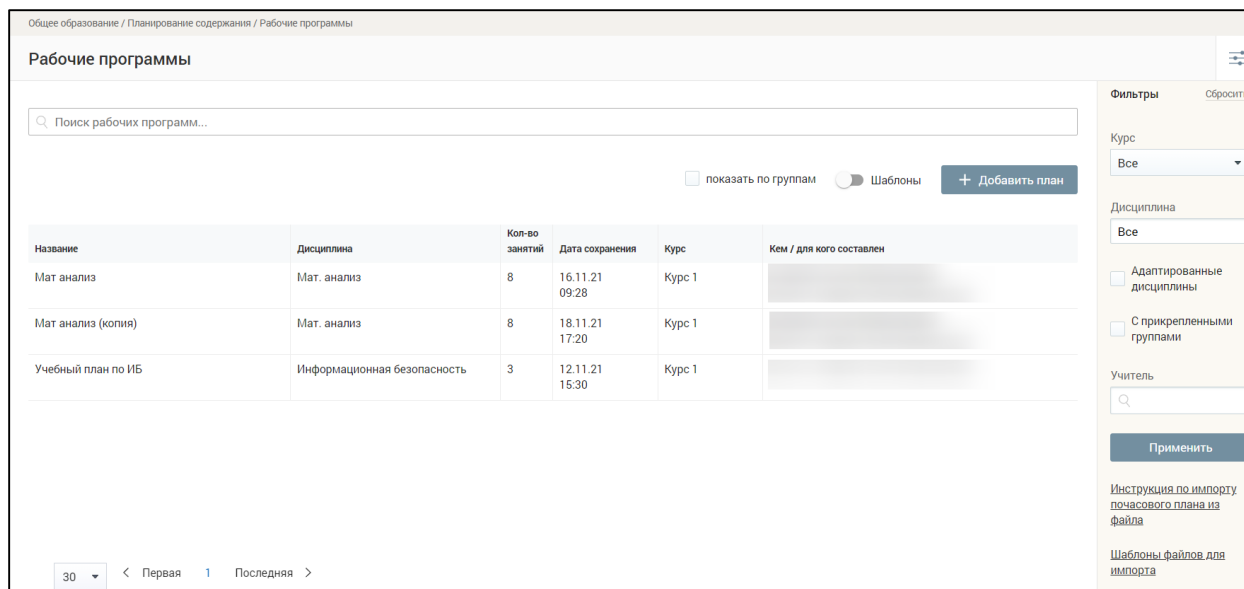 Общее образование / Планирование содержания / Рабочие программы
Рабочие программы
Поиск рабочих программ...
показать по группам Шаблоны + Добавить план
Название Дисциплина Кол-во занятий Дата сохранения Курс Кем / для кого составлен
Мат анализ Мат. анализ 8 16.11.21 Курс 1
09:28
Мат анализ (копия) Мат. анализ 8 18.11.21 Курс 1
17:20
Учебный план по ИБ Информационная безопасность 3 12.11.21 Курс 1
15:30
30 Первая 1 Последняя
Фильтры Сбросить
Курс
Все
Дисциплина
Все
Адаптированные
дисциплины
С прикрепленными
группами
Учитель
Применить
Инструкция по импорту
почасового плана из
файла
Шаблоны файлов для
импорта